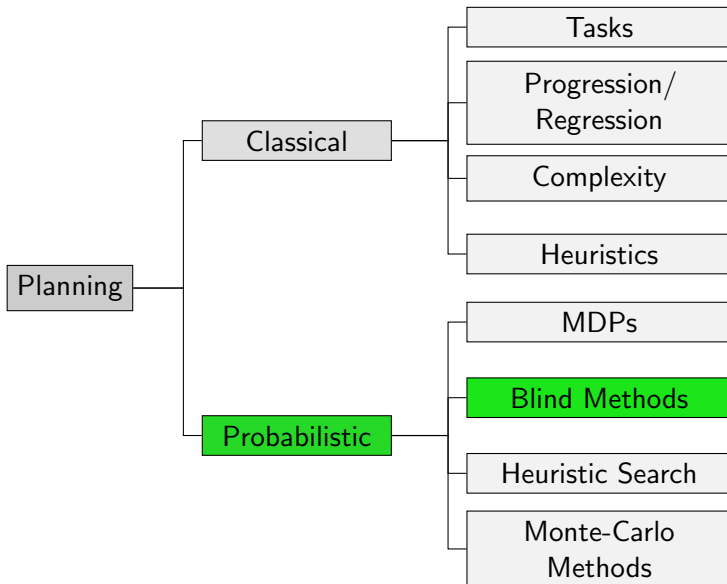 Planning
Classical
Tasks
Progression/
Regression
Complexity
Heuristics
Probabilistic
MDPs
Blind Methods
Heuristic Search
Monte-Carlo
Methods